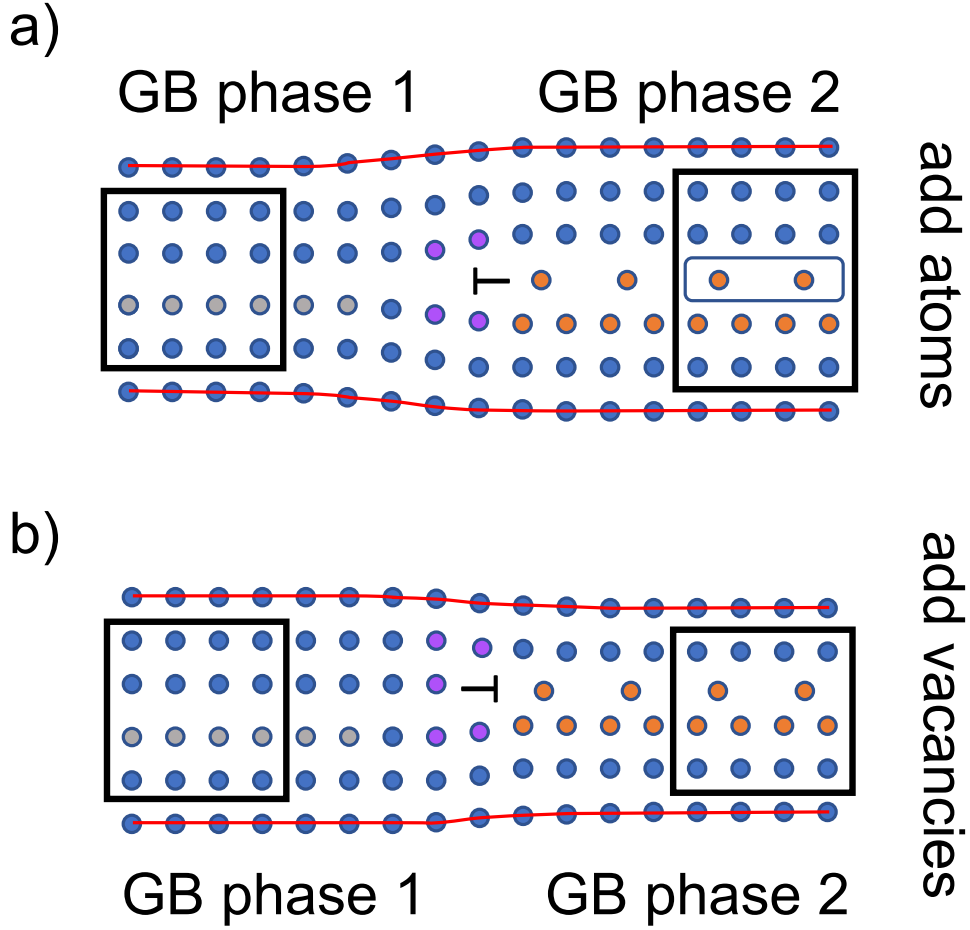 a)
GB phase 1
GB phase 2
add atoms
b)
add vacancies
GB phase 1
GB phase 2